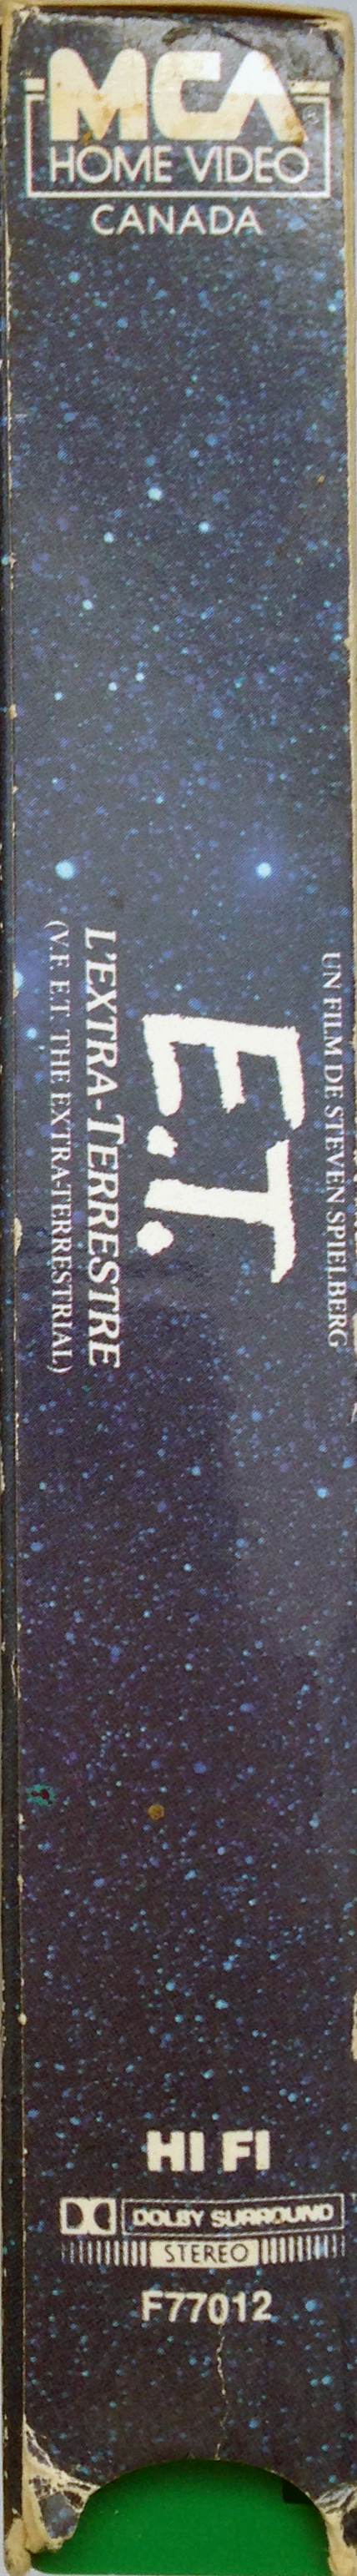 MCA®
HOME VIDEO
CANADA
UN FILM DE STEVEN SPIELBERG
E.T.
L'EXTRA-TERRESTRE
(V.F. E.T. THE EXTRA-TERRESTRIAL)
HI FI
DOLBY SURROUND
STEREO
F77012